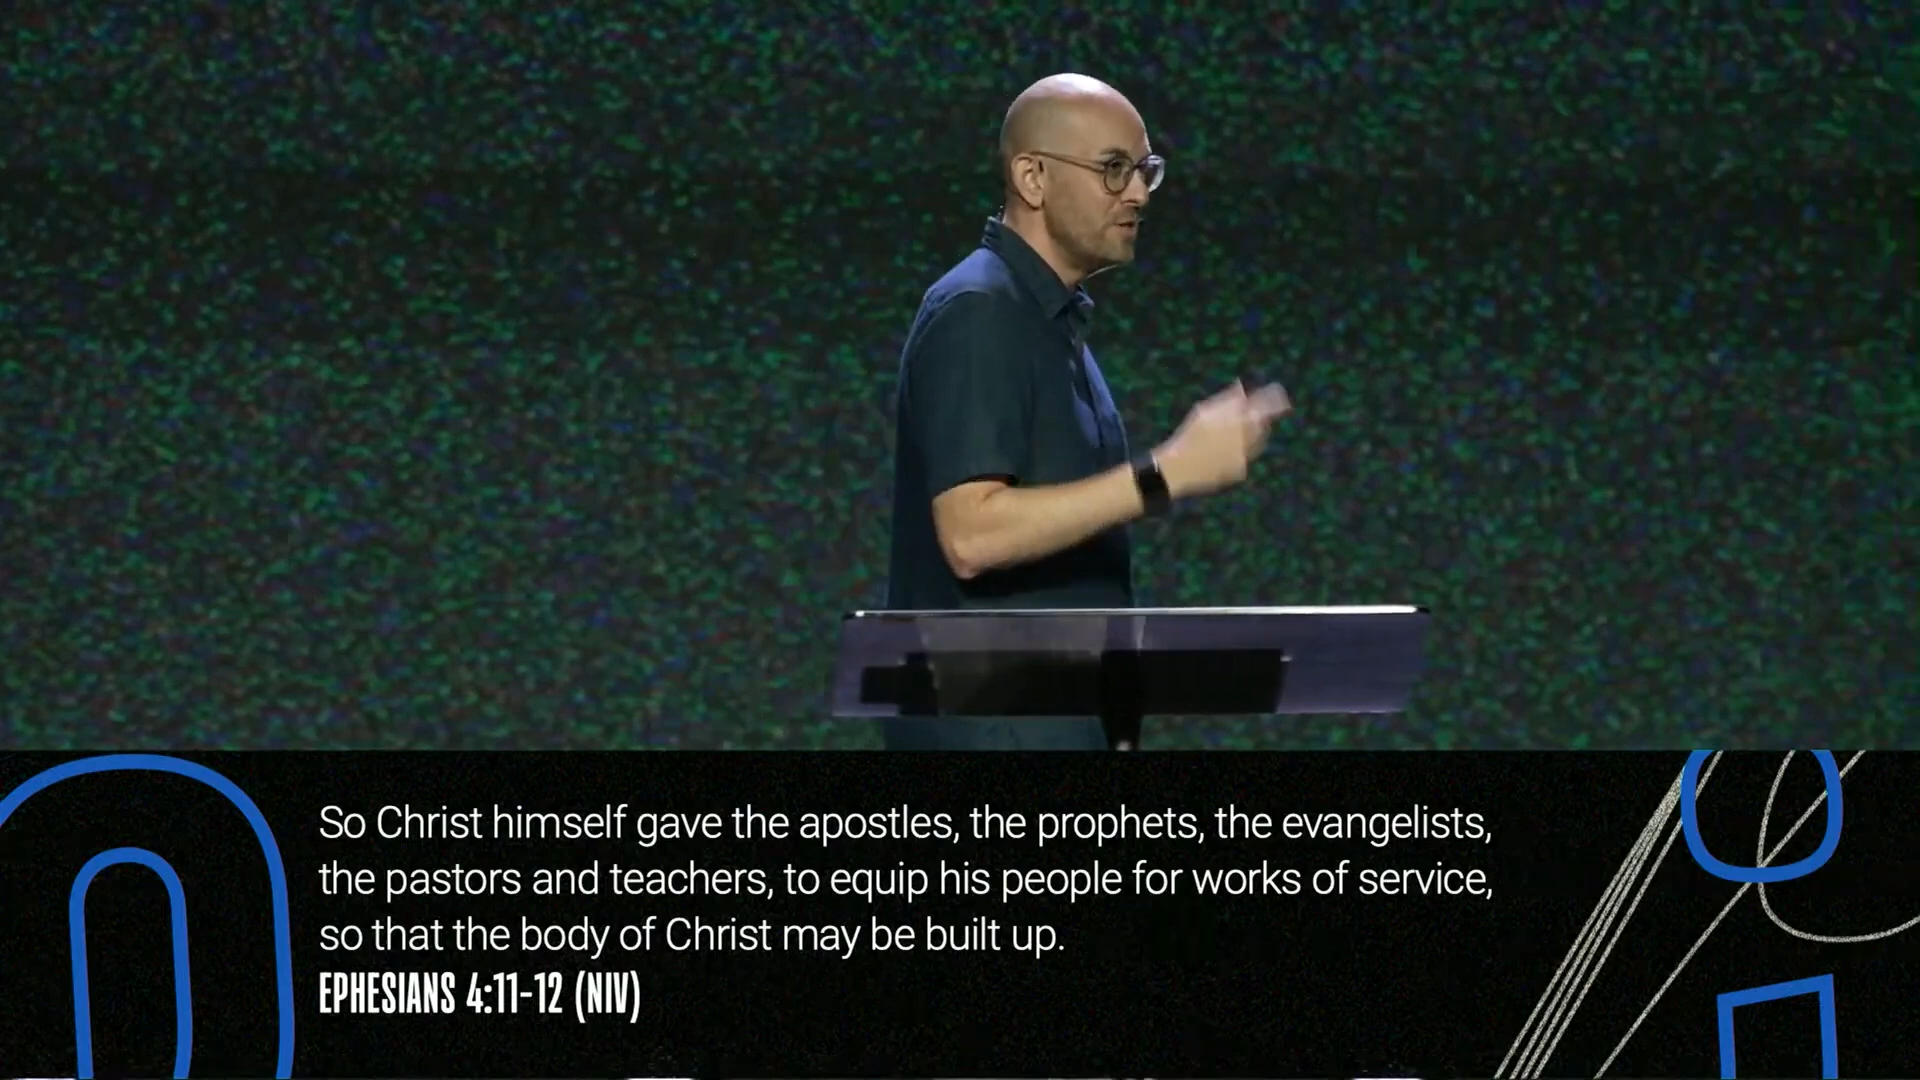 So Christ himself gave the apostles, the prophets, the evangelists,
the pastors and teachers, to equip his people for works of service,
so that the body of Christ may be built up.
EPHESIANS 4:11-12 (NIV)